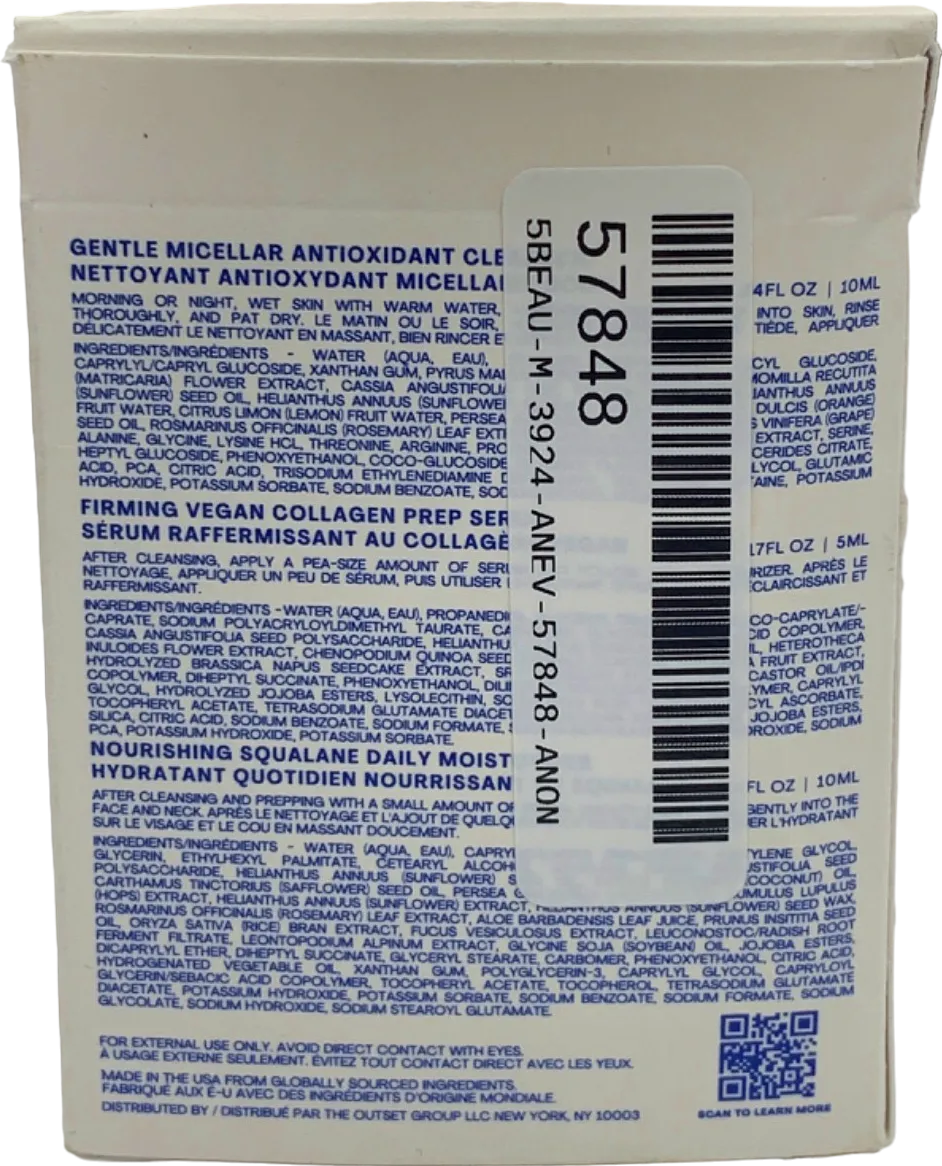 GENTLE MICELLAR ANTIOXIDANT CLE
NETTOYANT ANTIOXYDANT MICELLAI
4FL OZ | 10ML
MORNING OR NIGHT, WET SKIN WITH WARM WATER, INTO SKIN, RINSE
THOROUGHLY, AND PAT DRY. LE MATIN OU LE SOIR, TIÈDE, APPLIQUER
DÉLICATEMENT LE NETTOYANT EN MASSANT, BIEN RINCER E
INGREDIENTS/INGRÉDIENTS - WATER (AQUA, EAU), CYL GLUCOSIDE,
CAPRYLYL/CAPRYL GLUCOSIDE, XANTHAN GUM, PYRUS MA MOMILLA RECUTITA
(MATRICARIA) FLOWER EXTRACT, CASSIA ANGUSTIFOLI IANTHUS ANNUUS
(SUNFLOWER) SEED OIL, HELIANTHUS ANNUUS (SUNFLOWE DULCIS (ORANGE)
FRUIT WATER, CITRUS LIMON (LEMON) FRUIT WATER, PERSEA S VINIFERA (GRAPE)
SEED OIL, ROSMARINUS OFFICINALIS (ROSEMARY) LEAF EXT EXTRACT, SERINE,
ALANINE, GLYCINE, LYSINE HCL, THREONINE, ARGININE, PRO CERIDES CITRATE,
HEPTYL GLUCOSIDE, PHENOXYETHANOL, COCO-GLUCOSIDE LYCOL, GLUTAMIC
ACID, PCA, CITRIC ACID, TRISODIUM ETHYLENEDIAMINE D TAINE, POTASSIUM
HYDROXIDE, POTASSIUM SORBATE, SODIUM BENZOATE, SOD
FIRMING VEGAN COLLAGEN PREP SER
SÉRUM RAFFERMISSANT AU COLLAGÈ
17FL OZ | 5ML
AFTER CLEANSING, APPLY A PEA-SIZE AMOUNT OF SER RIZER. APRÈS LE
NETTOYAGE, APPLIQUER UN PEU DE SÉRUM, PUIS UTILISER ÉCLAIRCISSANT ET
RAFFERMISSANT.
INGREDIENTS/INGRÉDIENTS - WATER (AQUA, EAU), PROPANEDI CO-CAPRYLATE/-
CAPRATE, SODIUM POLYACRYLOYLDIMETHYL TAURATE, CA CID COPOLYMER,
CASSIA ANGUSTIFOLIA SEED POLYSACCHARIDE, HELIANTHU L, HETEROTHECA
INULOIDES FLOWER EXTRACT, CHENOPODIUM QUINOA SEED A FRUIT EXTRACT,
HYDROLYZED BRASSICA NAPUS SEEDCAKE EXTRACT, SR CASTOR OIL/IPDI
COPOLYMER, DIHEPTYL SUCCINATE, PHENOXYETHANOL, DILI YMER, CAPRYLYL
GLYCOL, HYDROLYZED JOJOBA ESTERS, LYSOLECITHIN, SO CYL ASCORBATE,
TOCOPHERYL ACETATE, TETRASODIUM GLUTAMATE DIACET JOJOBA ESTERS,
SILICA, CITRIC ACID, SODIUM BENZOATE, SODIUM FORMATE, S DROXIDE, SODIUM
PCA, POTASSIUM HYDROXIDE, POTASSIUM SORBATE.
NOURISHING SQUALANE DAILY MOIST
HYDRATANT QUOTIDIEN NOURRISSAN
FL OZ | 10ML
AFTER CLEANSING AND PREPPING WITH A SMALL AMOUNT OF GENTLY INTO THE
FACE AND NECK. APRÈS LE NETTOYAGE ET L'AJOUT DE QUELQ ER L'HYDRATANT
SUR LE VISAGE ET LE COU EN MASSANT DOUCEMENT.
INGREDIENTS/INGRÉDIENTS - WATER (AQUA, EAU), CAPRYL TYLENE GLYCOL,
GLYCERIN, ETHYLHEXYL PALMITATE, CETEARYL ALCOH USTIFOLIA SEED
POLYSACCHARIDE, HELIANTHUS ANNUUS (SUNFLOWER) S (COCONUT) OIL,
CARTHAMUS TINCTORIUS (SAFFLOWER) SEED OIL, PERSEA G UMULUS LUPULUS
(HOPS) EXTRACT, HELIANTHUS ANNUUS (SUNFLOWER) EXTRACT, HELIANTHUS ANNUUS (SUNFLOWER) SEED WAX,
ROSMARINUS OFFICINALIS (ROSEMARY) LEAF EXTRACT, ALOE BARBADENSIS LEAF JUICE, PRUNUS INSITITIA SEED
OIL, ORYZA SATIVA (RICE) BRAN EXTRACT, FUCUS VESICULOSUS EXTRACT, LEUCONOSTOC/RADISH ROOT
FERMENT FILTRATE, LEONTOPODIUM ALPINUM EXTRACT, GLYCINE SOJA (SOYBEAN) OIL, JOJOBA ESTERS,
DICAPRYLYL ETHER, DIHEPTYL SUCCINATE, GLYCERYL STEARATE, CARBOMER, PHENOXYETHANOL, CITRIC ACID,
HYDROGENATED VEGETABLE OIL, XANTHAN GUM, POLYGLYCERIN-3, CAPRYLYL GLYCOL, CAPRYLOYL
GLYCERIN/SEBACIC ACID COPOLYMER, TOCOPHERYL ACETATE, TOCOPHEROL, TETRASODIUM GLUTAMATE
DIACETATE, POTASSIUM HYDROXIDE, POTASSIUM SORBATE, SODIUM BENZOATE, SODIUM FORMATE, SODIUM
GLYCOLATE, SODIUM HYDROXIDE, SODIUM STEAROYL GLUTAMATE.
FOR EXTERNAL USE ONLY. AVOID DIRECT CONTACT WITH EYES.
À USAGE EXTERNE SEULEMENT. ÉVITEZ TOUT CONTACT DIRECT AVEC LES YEUX.
MADE IN THE USA FROM GLOBALLY SOURCED INGREDIENTS.
FABRIQUÉ AUX É-U AVEC DES INGRÉDIENTS D'ORIGINE MONDIALE.
DISTRIBUTED BY / DISTRIBUÉ PAR THE OUTSET GROUP LLC NEW YORK, NY 10003
SCAN TO LEARN MORE
57848
5BEAU-M-3924-ANEV-57848-ANON